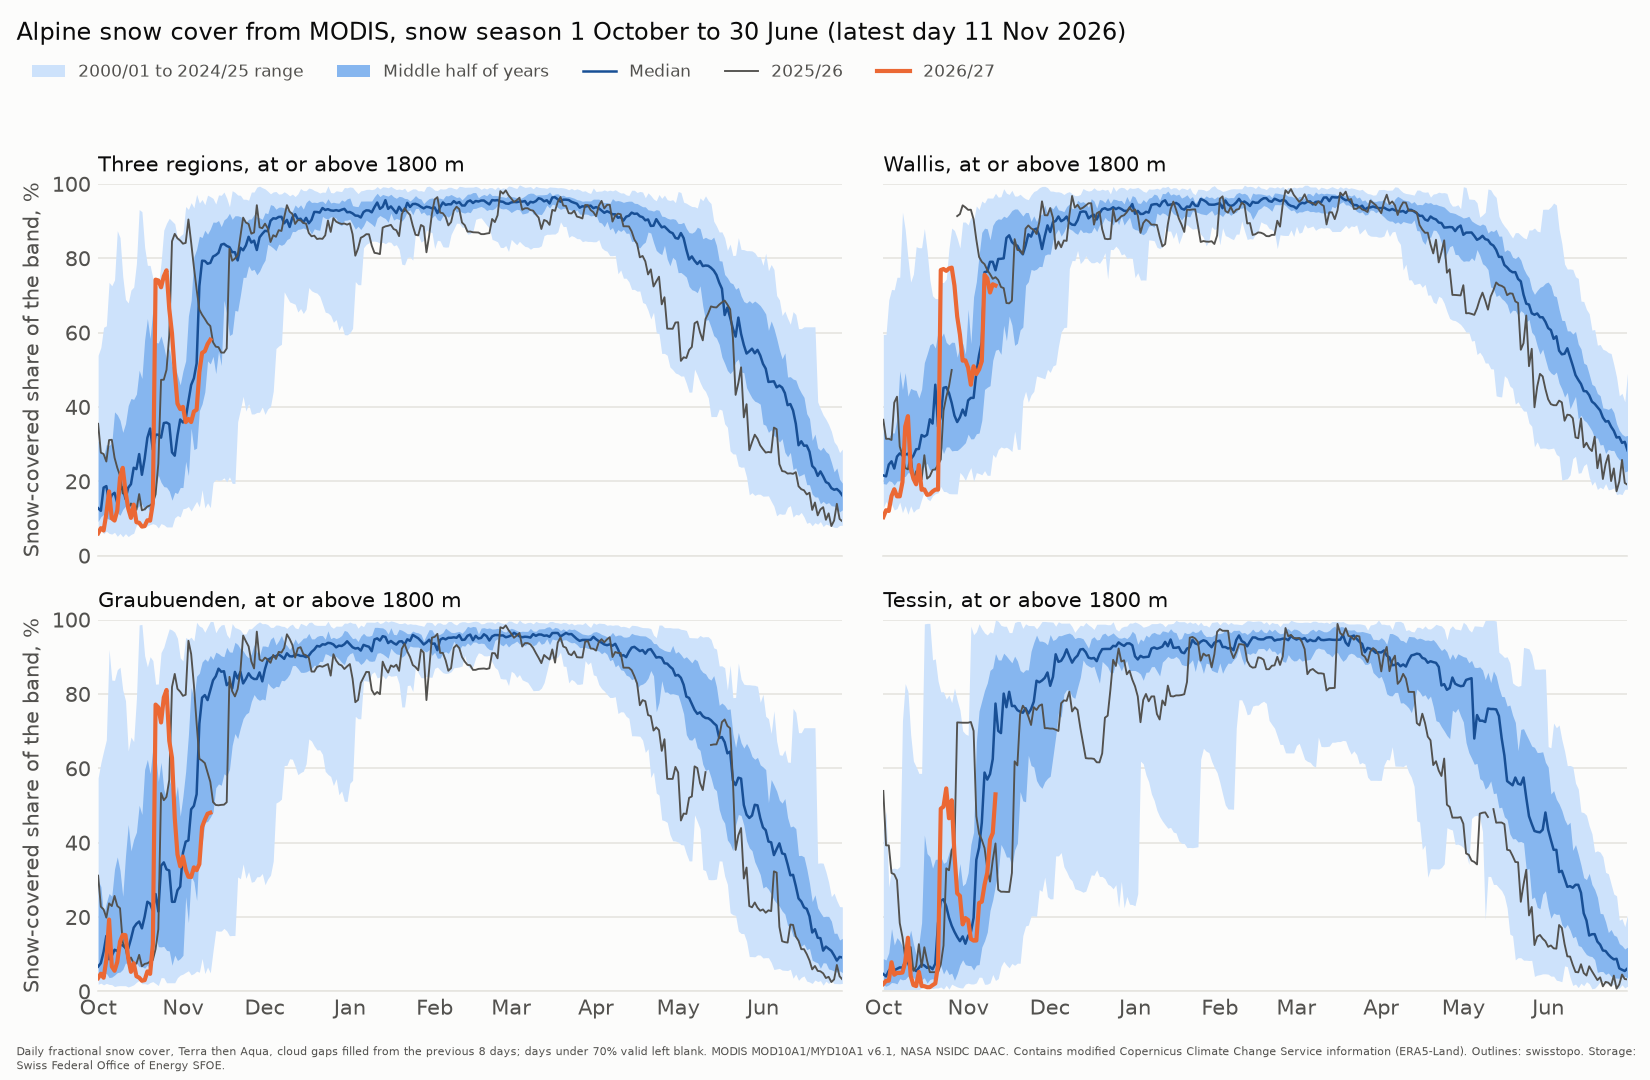 Alpine snow cover from MODIS, snow season 1 October to 30 June (latest day 11 Nov 2026)
2000/01 to 2024/25 range Middle half of years Median 2025/26 2026/27
Three regions, at or above 1800 m
Snow-covered share of the band, %
100
80
60
40
20
0
Wallis, at or above 1800 m
Graubuenden, at or above 1800 m
Snow-covered share of the band, %
100
80
60
40
20
0
Oct Nov Dec Jan Feb Mar Apr May Jun
Tessin, at or above 1800 m
Oct Nov Dec Jan Feb Mar Apr May Jun
Daily fractional snow cover, Terra then Aqua, cloud gaps filled from the previous 8 days; days under 70% valid left blank. MODIS MOD10A1/MYD10A1 v6.1, NASA NSIDC DAAC. Contains modified Copernicus Climate Change Service information (ERA5-Land). Outlines: swisstopo. Storage:
Swiss Federal Office of Energy SFOE.